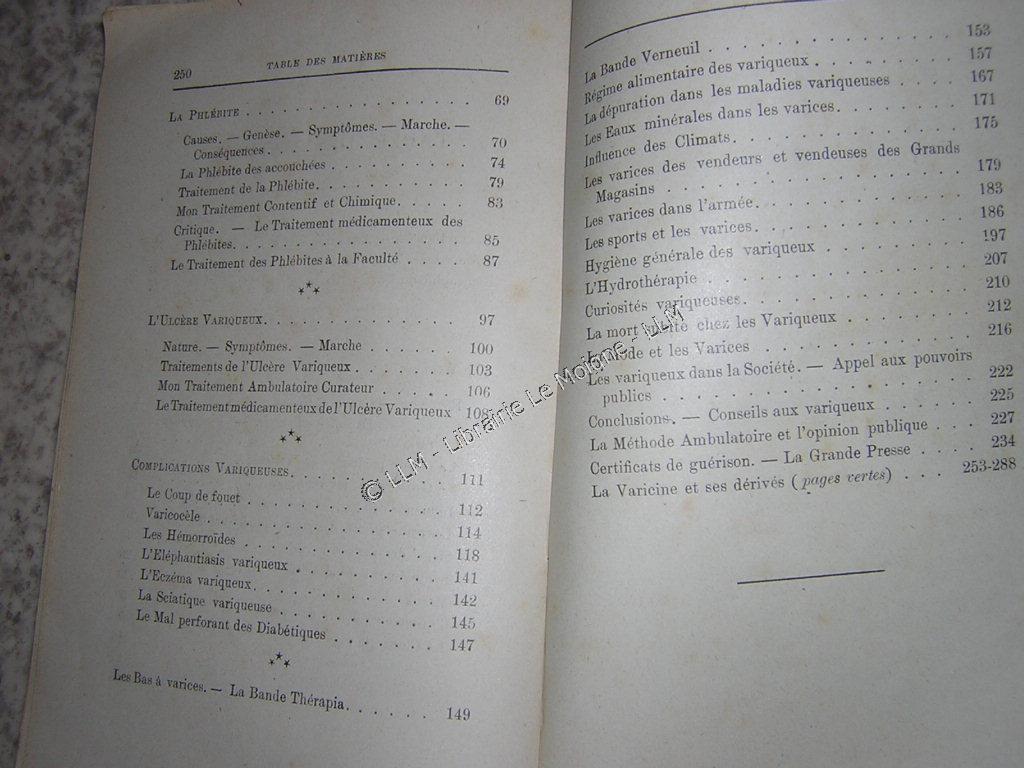 250 TABLE DES MATIÈRES
LA PHLÉBITE . . . . . . . . . . . . . . . . . 69
Causes. — Genèse. — Symptômes. — Marche. —
Conséquences . . . . . . . . . . . . . . . 70
La Phlébite des accouchées . . . . . . . . . 74
Traitement de la Phlébite. . . . . . . . . . . 79
Mon Traitement Contentif et Chimique. . . . . . 83
Critique. — Le Traitement médicamenteux des
Phlébites. . . . . . . . . . . . . . . . . 85
Le Traitement des Phlébites à la Faculté . . . . . 87
L'ULCÈRE VARIQUEUX. . . . . . . . . . . . . . 97
Nature. — Symptômes. — Marche . . . . . . . 100
Traitements de l'Ulcère Variqueux . . . . . . . 103
Mon Traitement Ambulatoire Curateur . . . . . 106
Le Traitement médicamenteux de l'Ulcère Variqueux 108
COMPLICATIONS VARIQUEUSES. . . . . . . . . . . . 111
Le Coup de fouet . . . . . . . . . . . . . 112
Varicocèle . . . . . . . . . . . . . . . . 114
Les Hémorroïdes . . . . . . . . . . . . . . 118
L'Eléphantiasis variqueux . . . . . . . . . . 141
L'Eczéma variqueux. . . . . . . . . . . . . 142
La Sciatique variqueuse . . . . . . . . . . . 145
Le Mal perforant des Diabétiques . . . . . . . 147
Les Bas à varices. — La Bande Thérapia. . . . . . . 149
La Bande Verneuil . . . . . . . . . . . . . . 153
Régime alimentaire des variqueux . . . . . . . . 157
La dépuration dans les maladies variqueuses . . . . 167
Les Eaux minérales dans les varices. . . . . . . . 171
Influence des Climats. . . . . . . . . . . . . 175
Les varices des vendeurs et vendeuses des Grands
Magasins . . . . . . . . . . . . . . . . 179
Les varices dans l'armée. . . . . . . . . . . . 183
Les sports et les varices. . . . . . . . . . . . 186
Hygiène générale des variqueux . . . . . . . . . 197
L'Hydrothérapie . . . . . . . . . . . . . . . 207
Curiosités variqueuses. . . . . . . . . . . . . 210
La mort subite chez les Variqueux . . . . . . . . 212
La Mode et les Varices . . . . . . . . . . . . 216
Les variqueux dans la Société. — Appel aux pouvoirs
publics . . . . . . . . . . . . . . . . . 222
Conclusions. — Conseils aux variqueux . . . . . . 225
La Méthode Ambulatoire et l'opinion publique . . . 227
Certificats de guérison. — La Grande Presse . . . . 234
La Varicine et ses dérivés (pages vertes) . . . 253-288
© LLM - Librairie Le Moigne - LLM